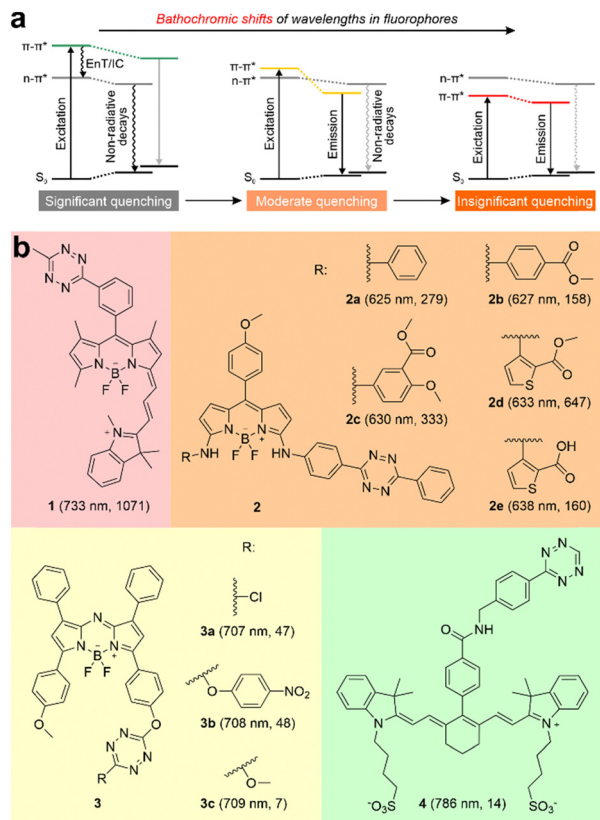 a
Bathochromic shifts of wavelengths in fluorophores
π-π*
n-π*
EnT/IC
Excitation
Non-radiative
decays
S₀
Significant quenching
π-π*
n-π*
Excitation
Emission
Non-radiative
decays
S₀
Moderate quenching
n-π*
π-π*
Exictation
Emission
Non-radiative
decays
S₀
Insignificant quenching
b
N N
N N
N
B
N
F F
N
+
1 (733 nm, 1071)
O
N
B
N
+
F F
NH
R
HN
N N
N N
2
R:
2a (625 nm, 279)
O
O
2b (627 nm, 158)
O
O
O
2c (630 nm, 333)
O
O
S
2d (633 nm, 647)
OH
O
S
2e (638 nm, 160)
N
N
B
N
+
F F
O
O
N N
N N
R
3
R:
Cl
3a (707 nm, 47)
O
NO₂
3b (708 nm, 48)
O
3c (709 nm, 7)
N N
N N
O
NH
N
N
+
-O₃S
SO₃-
4 (786 nm, 14)